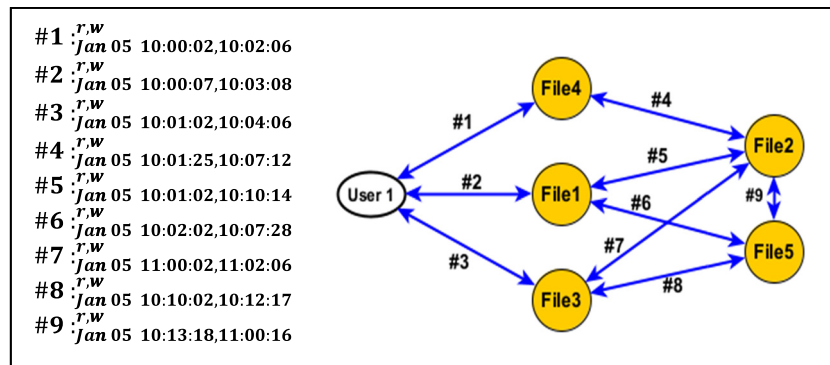 #1 : r,w Jan 05 10:00:02,10:02:06
#2 : r,w Jan 05 10:00:07,10:03:08
#3 : r,w Jan 05 10:01:02,10:04:06
#4 : r,w Jan 05 10:01:25,10:07:12
#5 : r,w Jan 05 10:01:02,10:10:14
#6 : r,w Jan 05 10:02:02,10:07:28
#7 : r,w Jan 05 11:00:02,11:02:06
#8 : r,w Jan 05 10:10:02,10:12:17
#9 : r,w Jan 05 10:13:18,11:00:16
File4
#1
#4
File2
#5
User 1
#2
File1
#6
#9
#7
File5
#3
#8
File3